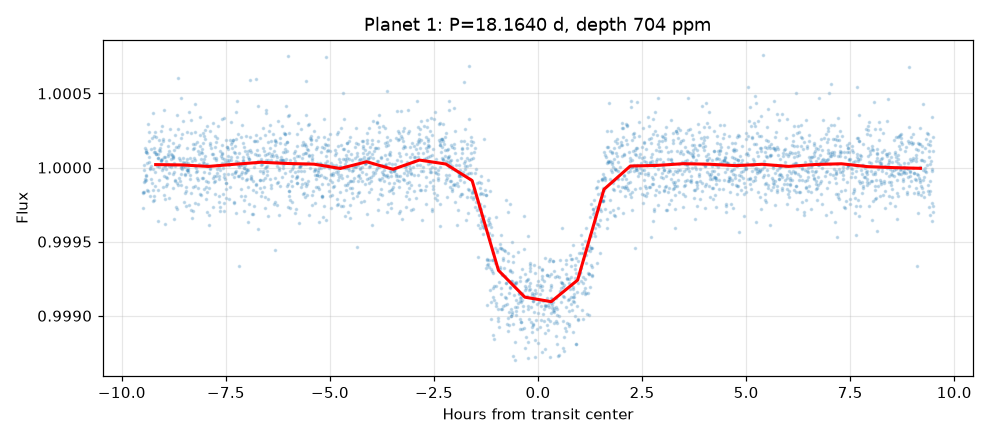 Planet 1: P=18.1640 d, depth 704 ppm
Flux
1.0005
1.0000
0.9995
0.9990
−10.0 −7.5 −5.0 −2.5 0.0 2.5 5.0 7.5 10.0
Hours from transit center